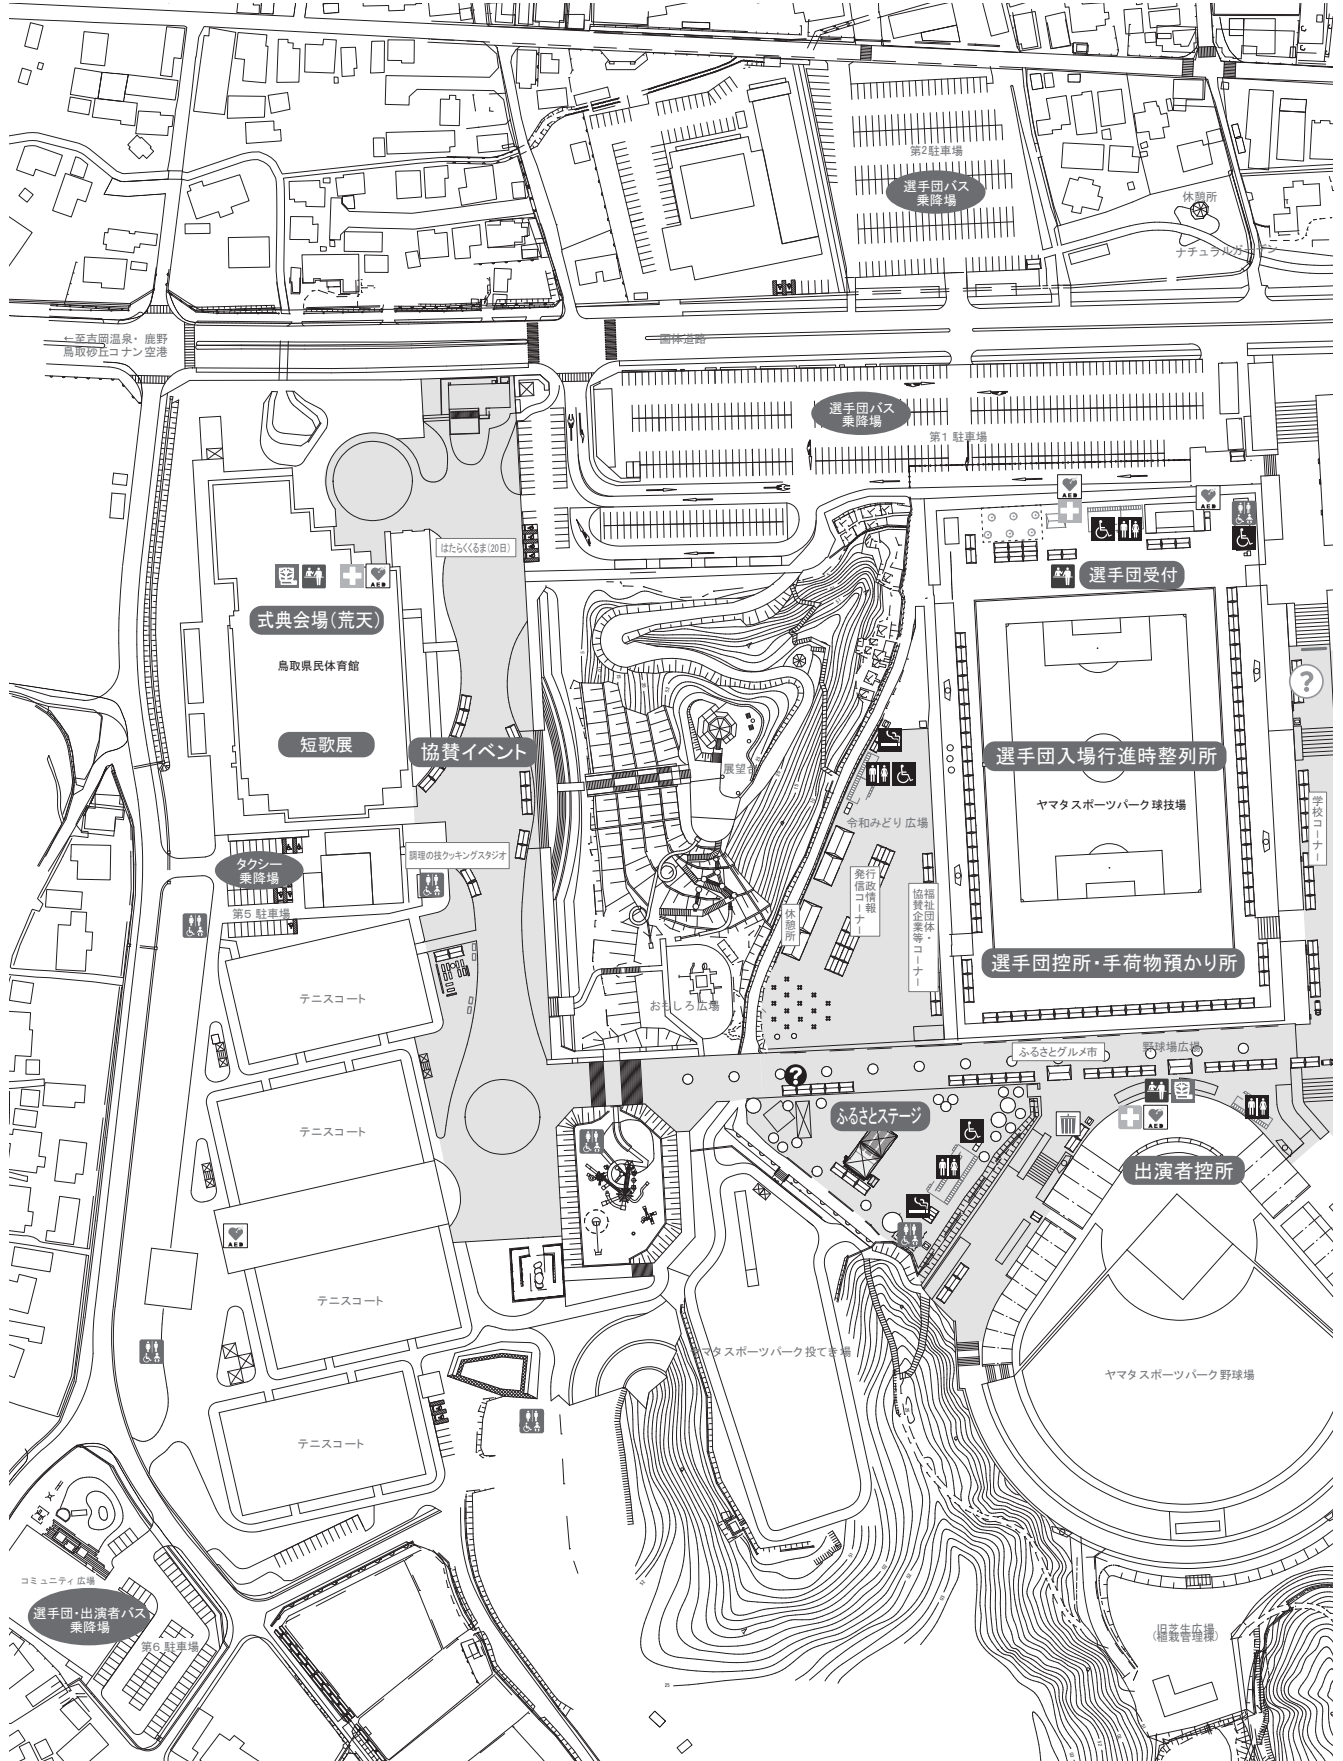 第2駐車場
選手団バス
乗降場
休憩所
ナチュラルガーデン
←至吉岡温泉・鹿野
鳥取砂丘コナン空港
国体道路
選手団バス
乗降場
第1駐車場
AED
AED
はたらくくるま(20日)
選手団受付
AED
式典会場(荒天)
鳥取県民体育館
?
短歌展
協賛イベント
選手団入場行進時整列所
展望台
ヤマタスポーツパーク球技場
学校コーナー
令和みどり広場
調理の技クッキングスタジオ
タクシー
乗降場
第5駐車場
行政情報
発信コーナー
福祉団体・
協賛企業等コーナー
休憩所
選手団控所・手荷物預かり所
テニスコート
おもしろ広場
ふるさとグルメ市
野球場広場
?
ふるさとステージ
AED
テニスコート
出演者控所
AED
テニスコート
ヤマタスポーツパーク投てき場
ヤマタスポーツパーク野球場
テニスコート
コミュニティ広場
選手団・出演者バス
乗降場
第6駐車場
旧芝生広場
(植栽管理棟)